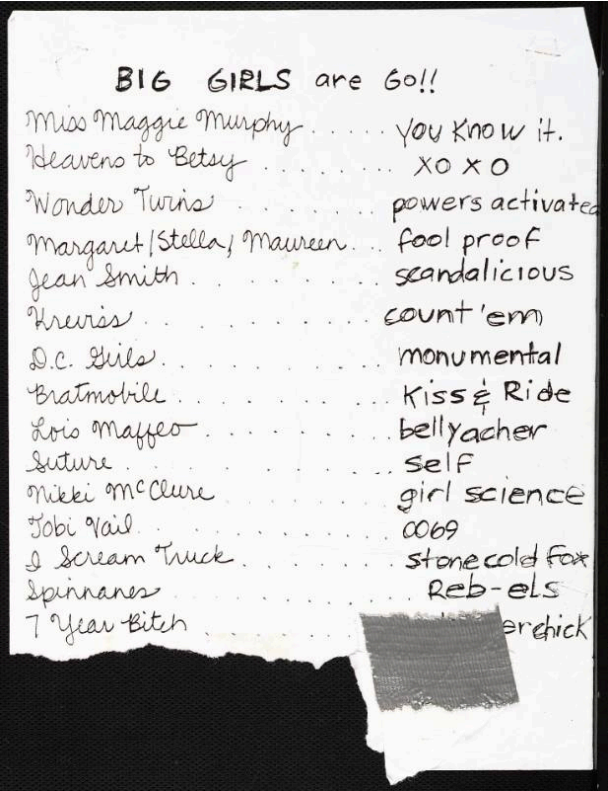 BIG GIRLS are Go!!
Miss Maggie Murphy ..... you know it.
Heavens to Betsy ........ XO X O
Wonder Twins ....... powers activated
Margaret/Stella/Maureen ... fool proof
Jean Smith ......... scandalicious
Kreviss ......... count 'em
D.C. Girls ......... monumental
Bratmobile ......... Kiss & Ride
Lois Maffeo ......... bellyacher
Suture ......... self
Nikki McClure ......... girl science
Tobi Vail ......... 0069
I Scream Truck ......... stone cold fox
Spinnanes ......... Reb-els
7 Year Bitch ......... erchick